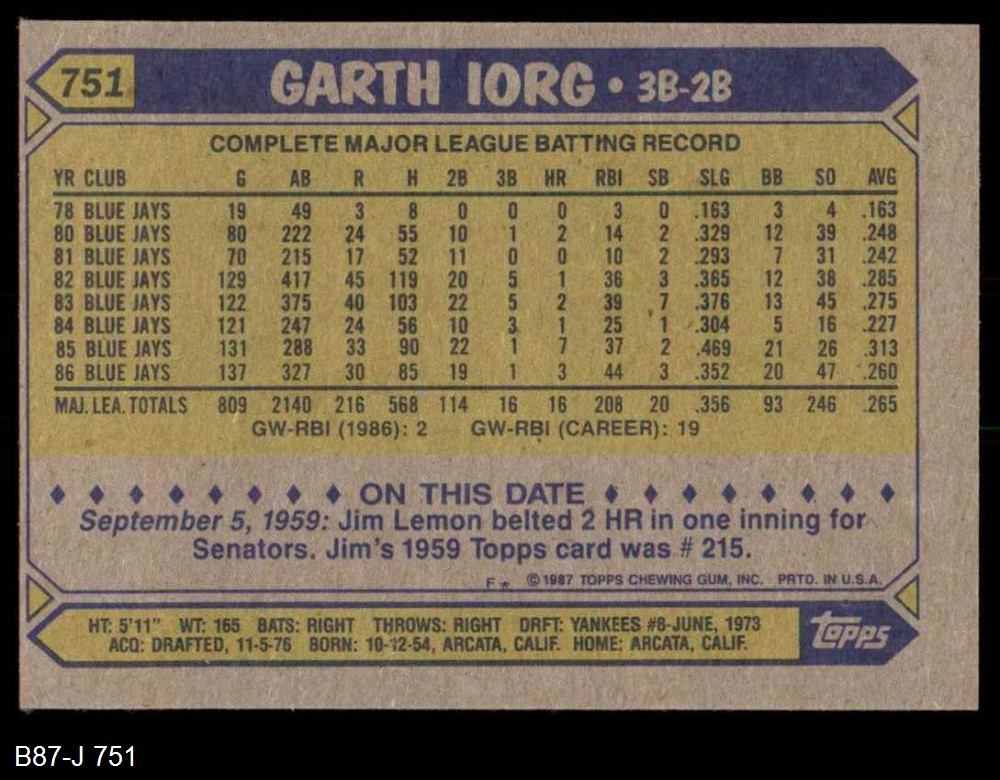 751 GARTH IORG • 3B-2B
COMPLETE MAJOR LEAGUE BATTING RECORD
YR CLUB G AB R H 2B 3B HR RBI SB SLG BB SO AVG
78 BLUE JAYS 19 49 3 8 0 0 0 3 0 .163 3 4 .163
80 BLUE JAYS 80 222 24 55 10 1 2 14 2 .329 12 39 .248
81 BLUE JAYS 70 215 17 52 11 0 0 10 2 .293 7 31 .242
82 BLUE JAYS 129 417 45 119 20 5 1 36 3 .365 12 38 .285
83 BLUE JAYS 122 375 40 103 22 5 2 39 7 .376 13 45 .275
84 BLUE JAYS 121 247 24 56 10 3 1 25 1 .304 5 16 .227
85 BLUE JAYS 131 288 33 90 22 1 7 37 2 .469 21 26 .313
86 BLUE JAYS 137 327 30 85 19 1 3 44 3 .352 20 47 .260
MAJ. LEA. TOTALS 809 2140 216 568 114 16 16 208 20 .356 93 246 .265
GW-RBI (1986): 2 GW-RBI (CAREER): 19
ON THIS DATE
September 5, 1959: Jim Lemon belted 2 HR in one inning for
Senators. Jim's 1959 Topps card was # 215.
F* ©1987 TOPPS CHEWING GUM, INC. PRTD. IN U.S.A.
HT: 5'11" WT: 165 BATS: RIGHT THROWS: RIGHT DRFT: YANKEES #8-JUNE, 1973
ACQ: DRAFTED, 11-5-76 BORN: 10-12-54, ARCATA, CALIF. HOME: ARCATA, CALIF.
topps
B87-J 751